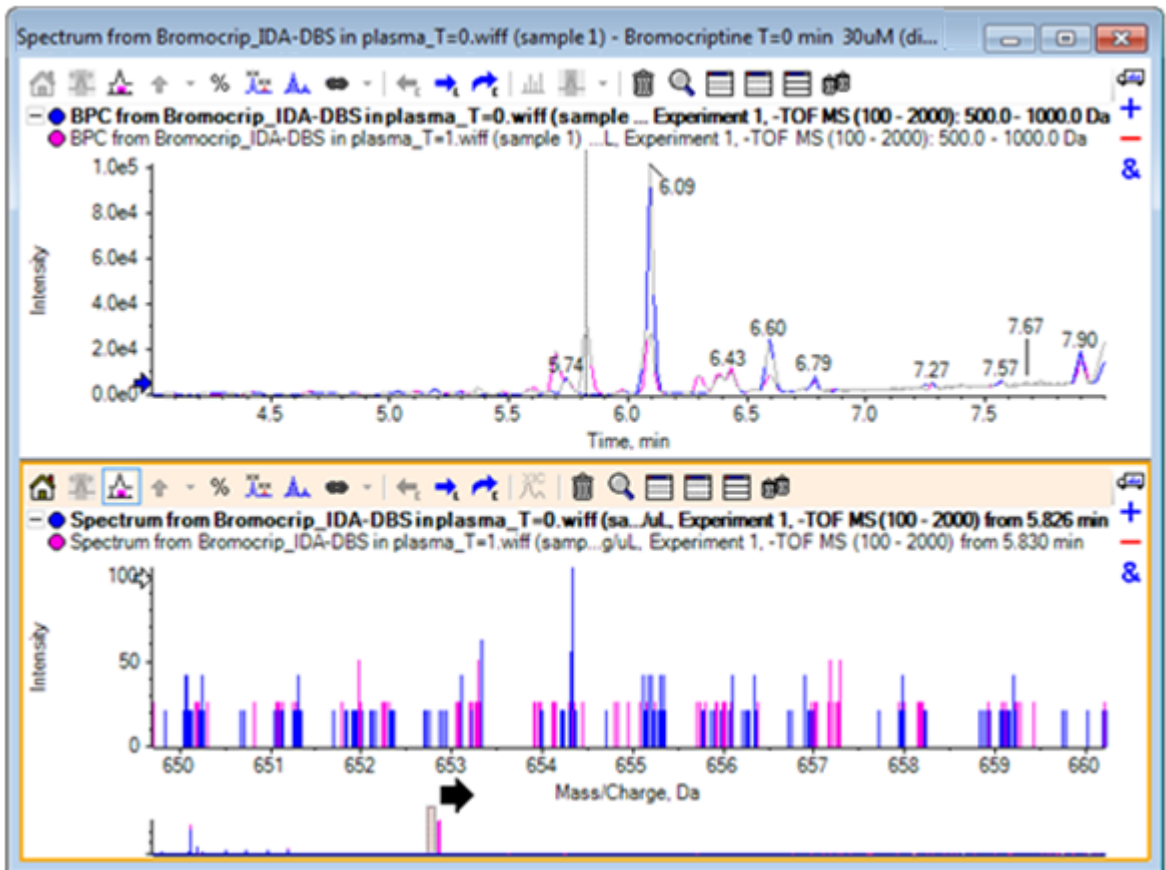 Spectrum from Bromocrip_IDA-DBS in plasma_T=0.wiff (sample 1) - Bromocriptine T=0 min 30uM (di...
%
BPC from Bromocrip_IDA-DBS in plasma_T=0.wiff (sample ... Experiment 1, -TOF MS (100 - 2000): 500.0 - 1000.0 Da
BPC from Bromocrip_IDA-DBS in plasma_T=1.wiff (sample 1) ...L, Experiment 1, -TOF MS (100 - 2000): 500.0 - 1000.0 Da
&
Intensity
1.0e5
8.0e4
6.0e4
4.0e4
2.0e4
0.0e0
5.74
6.09
6.43
6.60
6.79
7.27
7.57
7.67
7.90
4.5 5.0 5.5 6.0 6.5 7.0 7.5
Time, min
%
Spectrum from Bromocrip_IDA-DBS in plasma_T=0.wiff (sa.../uL, Experiment 1, -TOF MS (100 - 2000) from 5.826 min
Spectrum from Bromocrip_IDA-DBS in plasma_T=1.wiff (samp...g/uL, Experiment 1, -TOF MS (100 - 2000) from 5.830 min
&
Intensity
100
50
0
650 651 652 653 654 655 656 657 658 659 660
Mass/Charge, Da